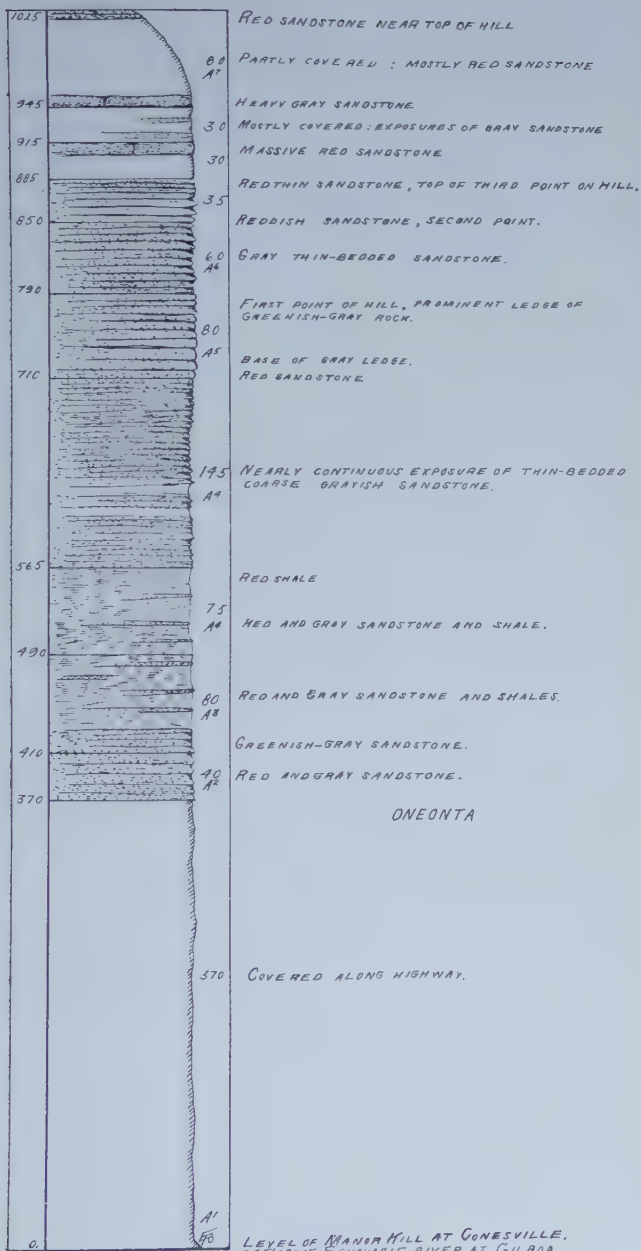 1025 RED SANDSTONE NEAR TOP OF HILL
80 PARTLY COVERED : MOSTLY RED SANDSTONE
A7
945 HEAVY GRAY SANDSTONE
30 MOSTLY COVERED : EXPOSURES OF GRAY SANDSTONE
915
30 MASSIVE RED SANDSTONE
885
RED THIN SANDSTONE, TOP OF THIRD POINT ON HILL.
35
850 REDDISH SANDSTONE, SECOND POINT.
60 GRAY THIN-BEDDED SANDSTONE.
A6
790
FIRST POINT OF HILL, PROMINENT LEDGE OF
GREENISH-GRAY ROCK.
80
A5
BASE OF GRAY LEDGE.
710 RED SANDSTONE
145 NEARLY CONTINUOUS EXPOSURE OF THIN-BEDDED
COARSE GRAYISH SANDSTONE.
A4
565
RED SHALE
75
A4 RED AND GRAY SANDSTONE AND SHALE.
490
80 RED AND GRAY SANDSTONE AND SHALES.
A3
GREENISH-GRAY SANDSTONE.
410
40 RED AND GRAY SANDSTONE.
A2
370
ONEONTA
370 COVERED ALONG HIGHWAY.
A1
0. LEVEL OF MANOR KILL AT CONESVILLE,
SCHOHARIE RIVER AT GILBOA